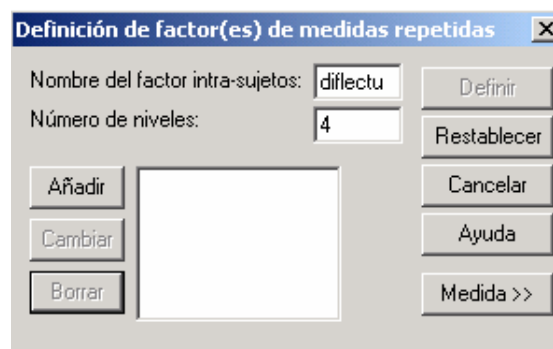 Definición de factor(es) de medidas repetidas
Nombre del factor intra-sujetos: diflectu
Número de niveles: 4
Definir
Restablecer
Añadir
Cancelar
Cambiar
Ayuda
Borrar
Medida >>